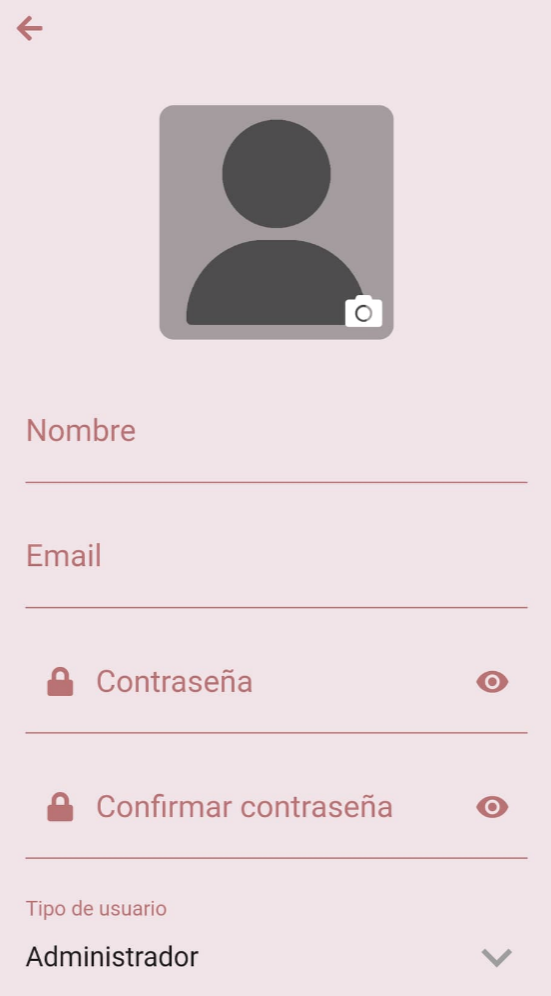 Nombre
Email
Contraseña
Confirmar contraseña
Tipo de usuario
Administrador